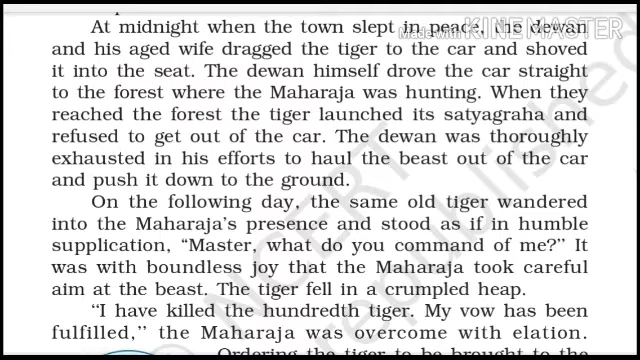 At midnight when the town slept in peace, the dewan
and his aged wife dragged the tiger to the car and shoved
it into the seat. The dewan himself drove the car straight
to the forest where the Maharaja was hunting. When they
reached the forest the tiger launched its satyagraha and
refused to get out of the car. The dewan was thoroughly
exhausted in his efforts to haul the beast out of the car
and push it down to the ground.
On the following day, the same old tiger wandered
into the Maharaja's presence and stood as if in humble
supplication, "Master, what do you command of me?" It
was with boundless joy that the Maharaja took careful
aim at the beast. The tiger fell in a crumpled heap.
"I have killed the hundredth tiger. My vow has been
fulfilled," the Maharaja was overcome with elation.
Ordering the tiger to be brought to the
Made with KINEMASTER
© NCERT
republished